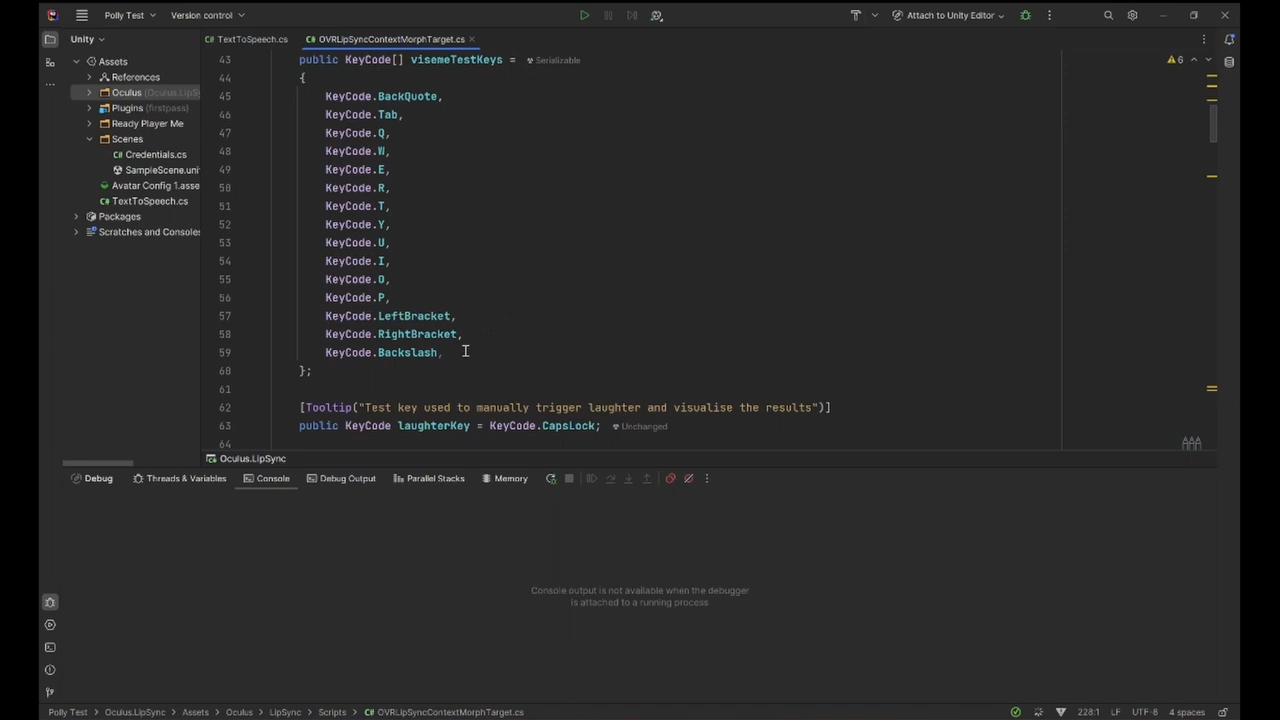 Polly Test
Version control
Attach to Unity Editor
Unity
TextToSpeech.cs
OVRLipSyncContextMorphTarget.cs
Assets
References
Oculus (Oculus.LipS
Plugins (firstpass)
Ready Player Me
Scenes
Credentials.cs
SampleScene.uni
Avatar Config 1.asse
TextToSpeech.cs
Packages
Scratches and Consoles
6
43 public KeyCode[] visemeTestKeys = Serializable
44 {
45 KeyCode.BackQuote,
46 KeyCode.Tab,
47 KeyCode.Q,
48 KeyCode.W,
49 KeyCode.E,
50 KeyCode.R,
51 KeyCode.T,
52 KeyCode.Y,
53 KeyCode.U,
54 KeyCode.I,
55 KeyCode.O,
56 KeyCode.P,
57 KeyCode.LeftBracket,
58 KeyCode.RightBracket,
59 KeyCode.Backslash,
60 };
61
62 [Tooltip("Test key used to manually trigger laughter and visualise the results")]
63 public KeyCode laughterKey = KeyCode.CapsLock; Unchanged
64
Oculus.LipSync
Debug
Threads & Variables
Console
Debug Output
Parallel Stacks
Memory
Console output is not available when the debugger
is attached to a running process
Polly Test > Oculus.LipSync > Assets > Oculus > LipSync > Scripts > OVRLipSyncContextMorphTarget.cs
228:1 LF UTF-8 4 spaces